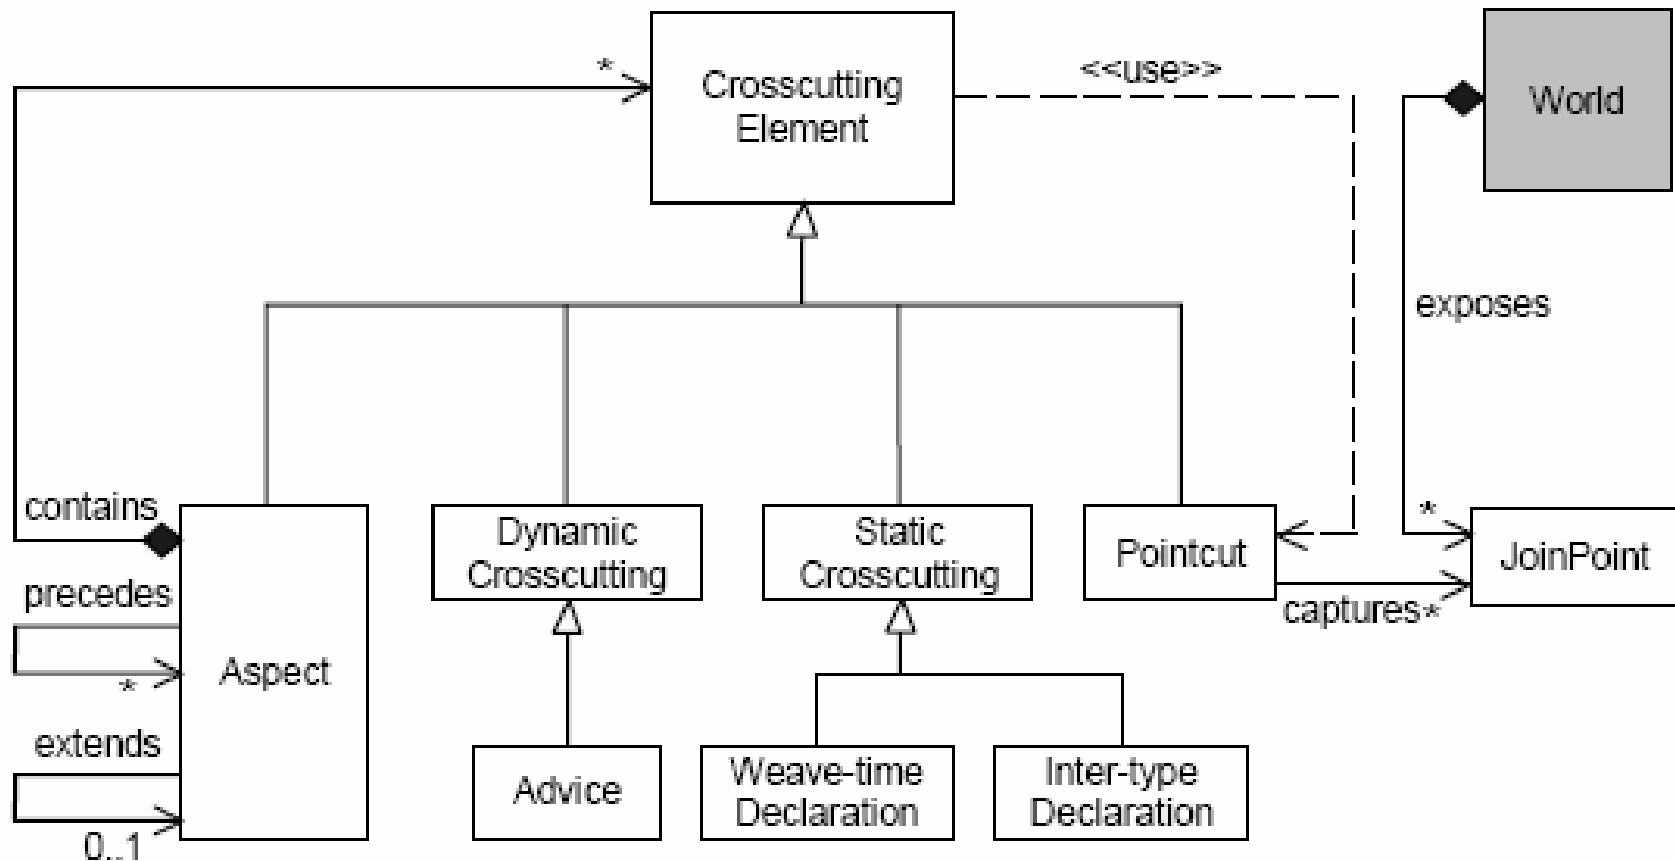 *
Crosscutting
Element
<<use>>
World
exposes
contains
precedes
*
Aspect
extends
0..1
Dynamic
Crosscutting
Static
Crosscutting
Pointcut
*
JoinPoint
captures*
Advice
Weave-time
Declaration
Inter-type
Declaration